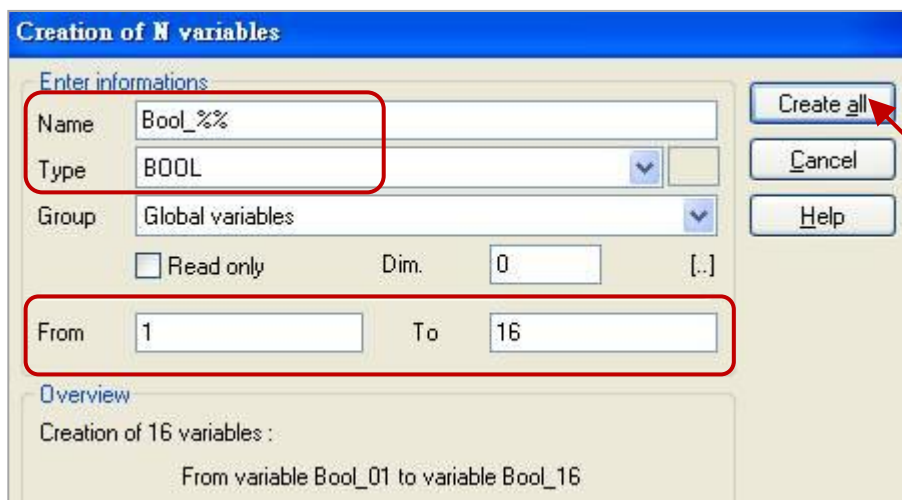 Creation of N variables
Enter informations
Name Bool_%%
Create all
Type BOOL
Cancel
Group Global variables
Help
Read only Dim. 0 [..]
From 1 To 16
Overview
Creation of 16 variables :
From variable Bool_01 to variable Bool_16